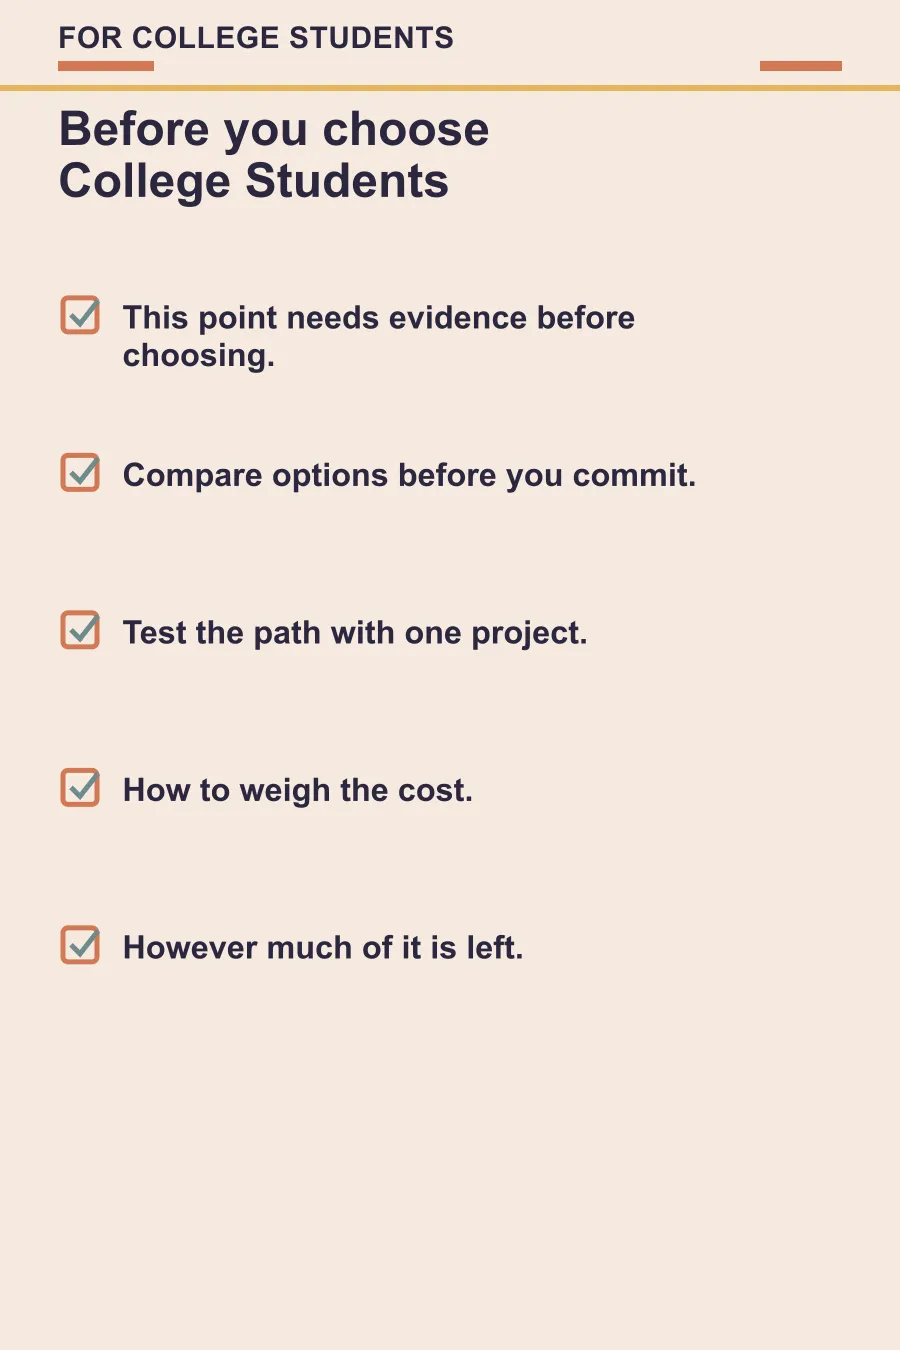 FOR COLLEGE STUDENTS
Before you choose
College Students
This point needs evidence before
choosing.
Compare options before you commit.
Test the path with one project.
How to weigh the cost.
However much of it is left.